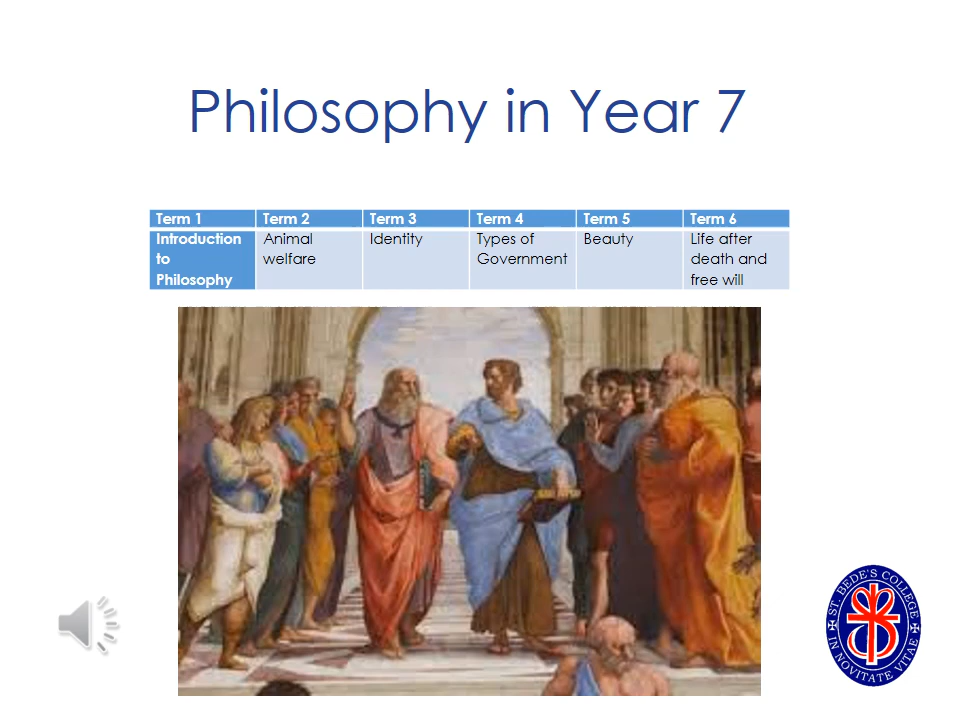 Philosophy in Year 7
Term 1 Term 2 Term 3 Term 4 Term 5 Term 6
Introduction to Philosophy Animal welfare Identity Types of Government Beauty Life after death and free will
ST. BEDE'S COLLEGE
IN NOVITATE VITAE